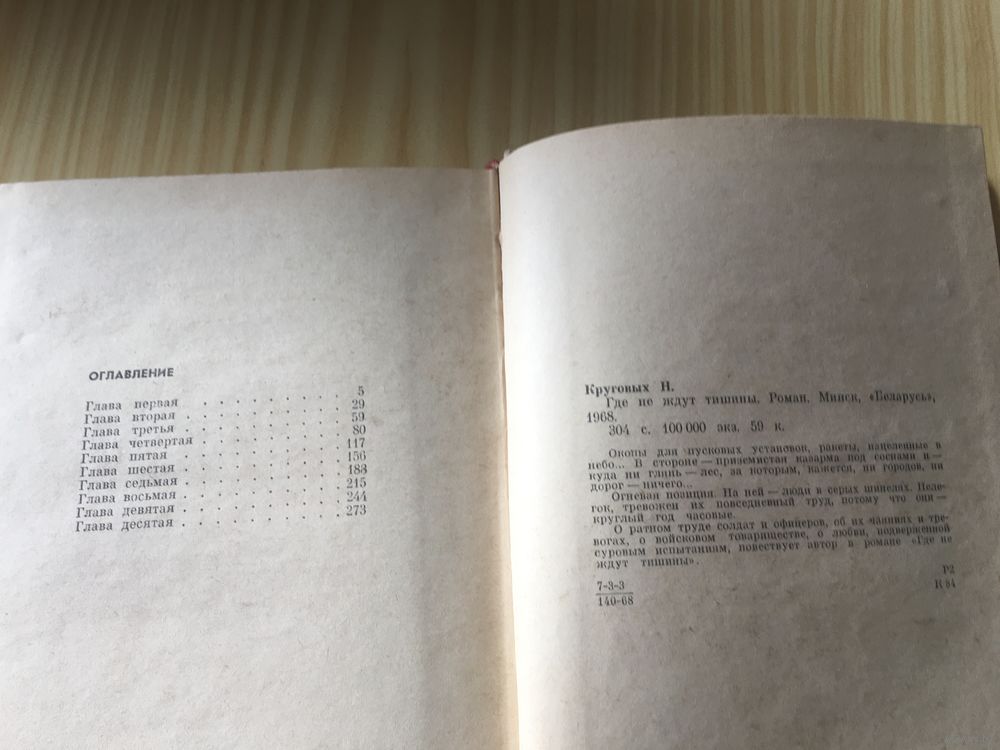 ОГЛАВЛЕНИЕ
Глава первая . . . . . . . . . . 5
Глава вторая . . . . . . . . . . 29
Глава третья . . . . . . . . . . 59
Глава четвертая . . . . . . . . . . 80
Глава пятая . . . . . . . . . . 117
Глава шестая . . . . . . . . . . 156
Глава седьмая . . . . . . . . . . 183
Глава восьмая . . . . . . . . . . 215
Глава девятая . . . . . . . . . . 244
Глава десятая . . . . . . . . . . 273
Круговых Н.
Где не ждут тишины. Роман. Минск, «Беларусь»,
1968.
304 с. 100 000 экз. 59 к.
Окопы для пусковых установок, ракеты, нацеленные в
небо... В стороне — приземистая казарма под соснами и —
куда ни глянь — лес, за которым, кажется, ни городов, ни
дорог — ничего...
Огневая позиция. На ней — люди в серых шинелях. Неле-
гок, тревожен их повседневный труд, потому что они —
круглый год часовые.
О ратном труде солдат и офицеров, об их чаяниях и тре-
вогах, о войсковом товариществе, о любви, подверженной
суровым испытаниям, повествует автор в романе «Где не
ждут тишины».
7-3-3
140-68
Р2
К 84